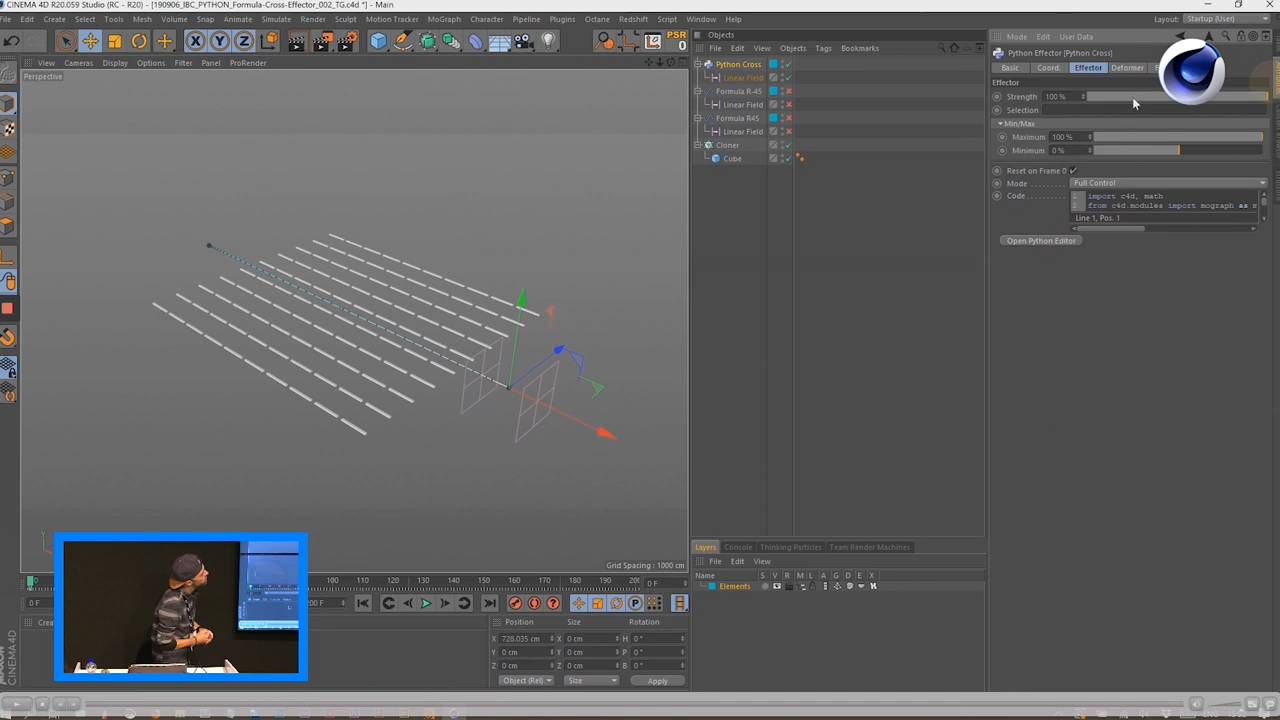 CINEMA 4D R20.059 Studio (RC - R20) - [190906_IBC_PYTHON_Formula-Cross-Effector_002_TG.c4d *] - Main
Edit Create Select Tools Mesh Volume Snap Animate Simulate Render Sculpt Motion Tracker MoGraph Character Pipeline Plugins Octane Redshift Script Window Help
Layout: Startup (User)
PSR
0
View Cameras Display Options Filter Panel ProRender
Perspective
Grid Spacing : 1000 cm
Objects
File Edit View Objects Tags Bookmarks
Python Cross
Linear Field
Formula R-45
Linear Field
Formula R45
Linear Field
Cloner
Cube
Mode Edit User Data
Python Effector [Python Cross]
Basic Coord. Effector Deformer
Effector
Strength 100 %
Selection
Min/Max
Maximum 100 %
Minimum 0 %
Reset on Frame 0
Mode Full Control
Code
1 import c4d, math
2 from c4d.modules import mograph as
Line 1, Pos. 1
Open Python Editor
Layers Console Thinking Particles Team Render Machines
File Edit View
Name S V R M L A G D E X
Elements
100 110 120 130 140 150 160 170 180 190
0 F
0 F
Position Size Rotation
X 728.035 cm X 0 cm H 0 °
Y 0 cm Y 0 cm P 0 °
Z 0 cm Z 0 cm B 0 °
Object (Rel) Size Apply
CINEMA 4D